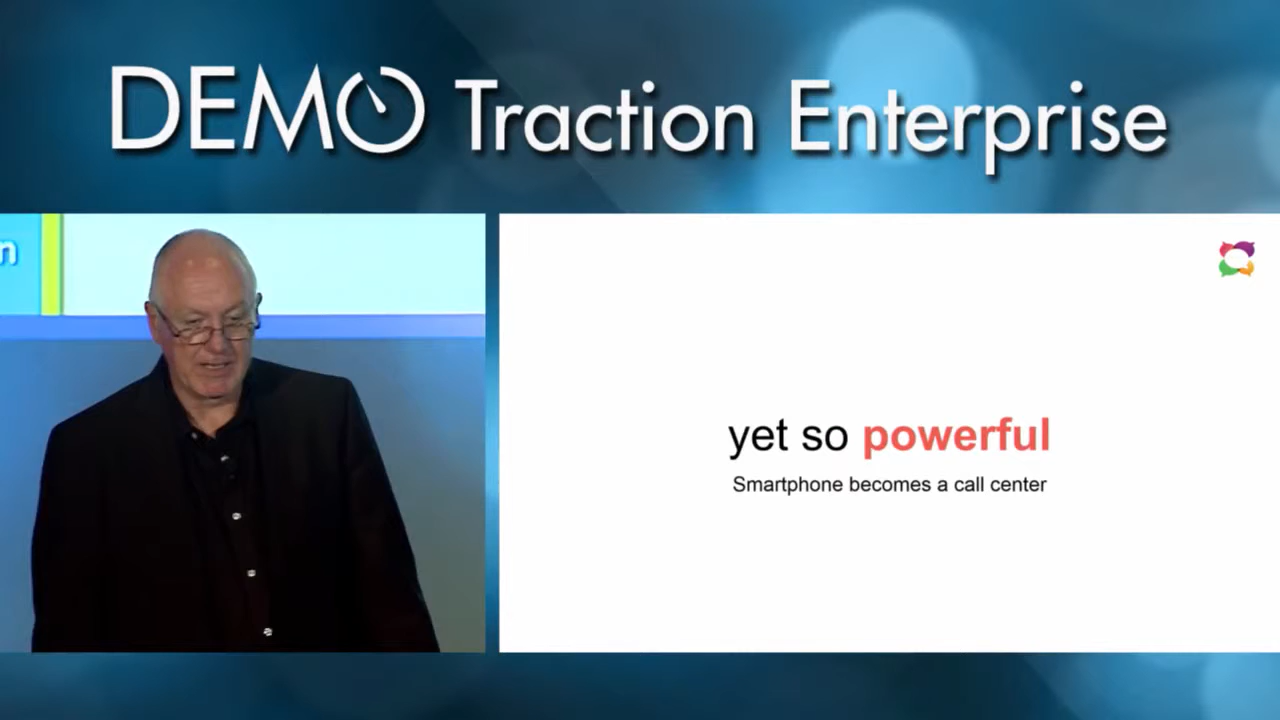 DEMO Traction Enterprise
n
yet so powerful
Smartphone becomes a call center